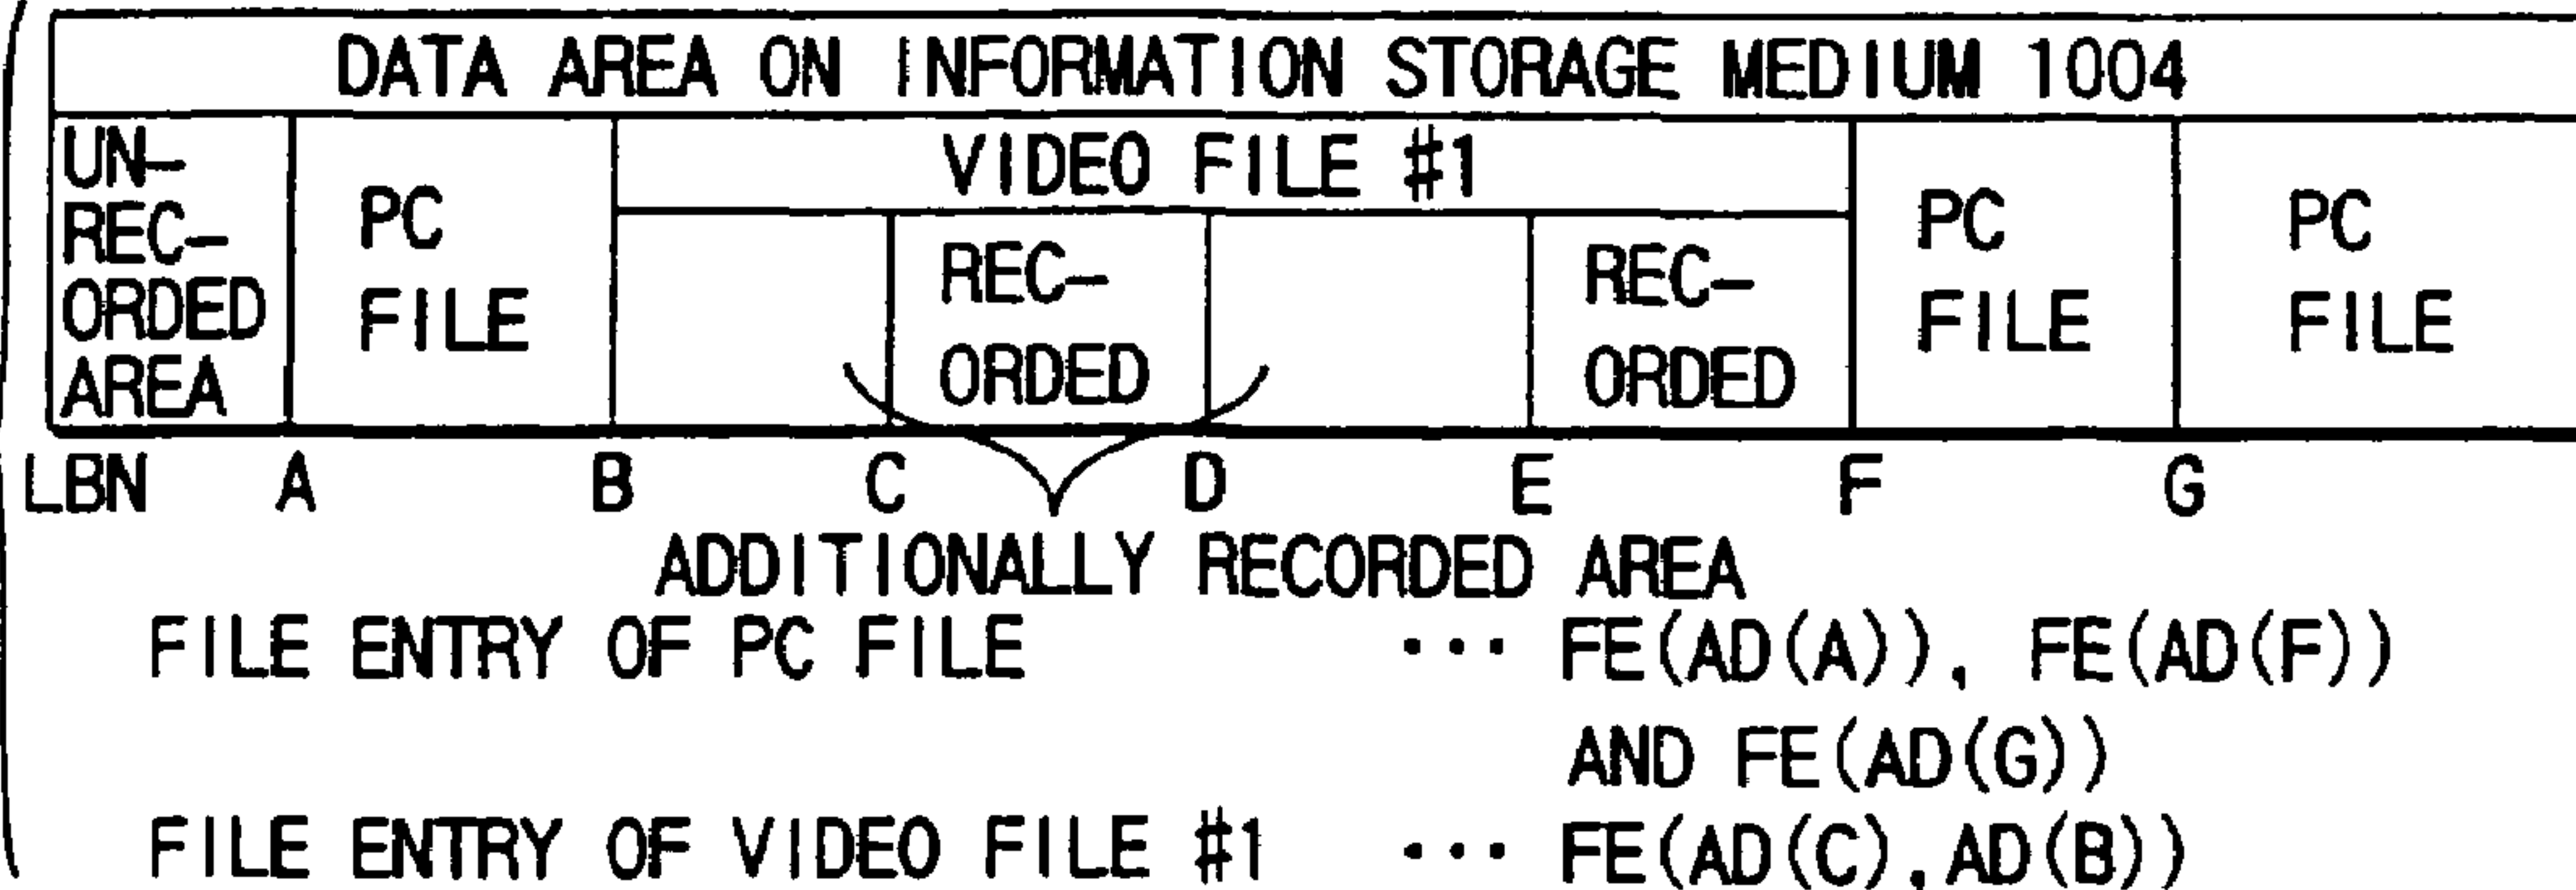 DATA AREA ON INFORMATION STORAGE MEDIUM 1004
UN-
REC-
ORDED
AREA
PC
FILE
VIDEO FILE #1
REC-
ORDED
REC-
ORDED
PC
FILE
PC
FILE
LBN A B C D E F G
ADDITIONALLY RECORDED AREA
FILE ENTRY OF PC FILE ··· FE(AD(A)), FE(AD(F))
AND FE(AD(G))
FILE ENTRY OF VIDEO FILE #1 ··· FE(AD(C), AD(B))